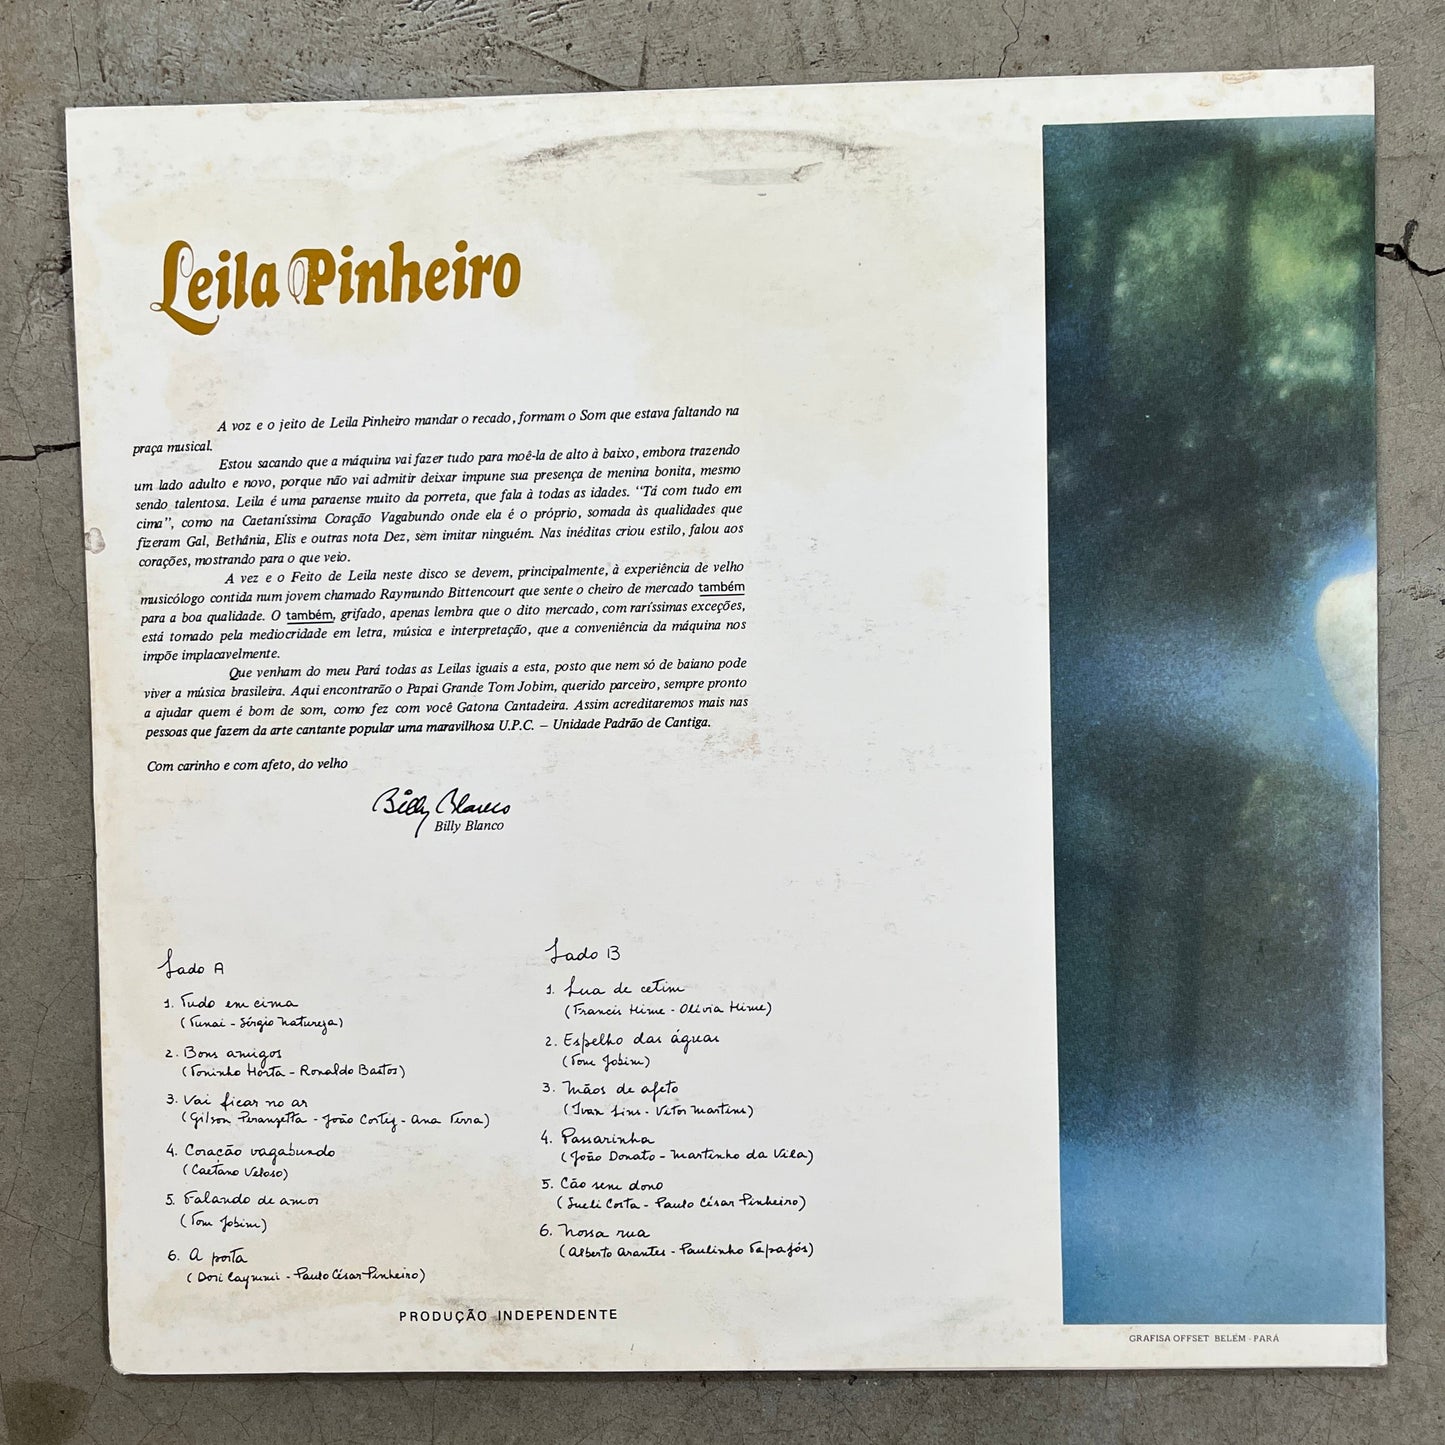 Leila Pinheiro
A voz e o jeito de Leila Pinheiro mandar o recado, formam o Som que estava faltando na
praça musical.
Estou sacando que a máquina vai fazer tudo para moê-la de alto à baixo, embora trazendo
um lado adulto e novo, porque não vai admitir deixar impune sua presença de menina bonita, mesmo
sendo talentosa. Leila é uma paraense muito da porreta, que fala à todas as idades. "Tá com tudo em
cima", como na Caetaníssima Coração Vagabundo onde ela é o próprio, somada às qualidades que
fizeram Gal, Bethânia, Elis e outras nota Dez, sem imitar ninguém. Nas inéditas criou estilo, falou aos
corações, mostrando para o que veio.
A vez e o Feito de Leila neste disco se devem, principalmente, à experiência de velho
musicólogo contida num jovem chamado Raymundo Bittencourt que sente o cheiro de mercado também
para a boa qualidade. O também, grifado, apenas lembra que o dito mercado, com raríssimas exceções,
está tomado pela mediocridade em letra, música e interpretação, que a conveniência da máquina nos
impõe implacavelmente.
Que venham do meu Pará todas as Leilas iguais a esta, posto que nem só de baiano pode
viver a música brasileira. Aqui encontrarão o Papai Grande Tom Jobim, querido parceiro, sempre pronto
a ajudar quem é bom de som, como fez com você Gatona Cantadeira. Assim acreditaremos mais nas
pessoas que fazem da arte cantante popular uma maravilhosa U.P.C. – Unidade Padrão de Cantiga.
Com carinho e com afeto, do velho
Billy Blanco
Billy Blanco
Lado A
1. Tudo em cima
(Tunai - Sérgio Natureza)
2. Bons amigos
(Toninho Horta - Ronaldo Bastos)
3. Vai ficar no ar
(Gilson Peranzetta - João Cortez - Ana Terra)
4. Coração vagabundo
(Caetano Veloso)
5. Falando de amor
(Tom Jobim)
6. A porta
(Dori Caymmi - Paulo César Pinheiro)
Lado B
1. Lua de cetim
(Francis Hime - Olívia Hime)
2. Espelho das águas
(Tom Jobim)
3. Mãos de afeto
(Ivan Lins - Vitor Martins)
4. Passarinha
(João Donato - Martinho da Vila)
5. Cão sem dono
(Sueli Costa - Paulo César Pinheiro)
6. Nossa rua
(Alberto Arantes - Paulinho Tapajós)
PRODUÇÃO INDEPENDENTE
GRAFISA OFFSET BELÉM - PARÁ